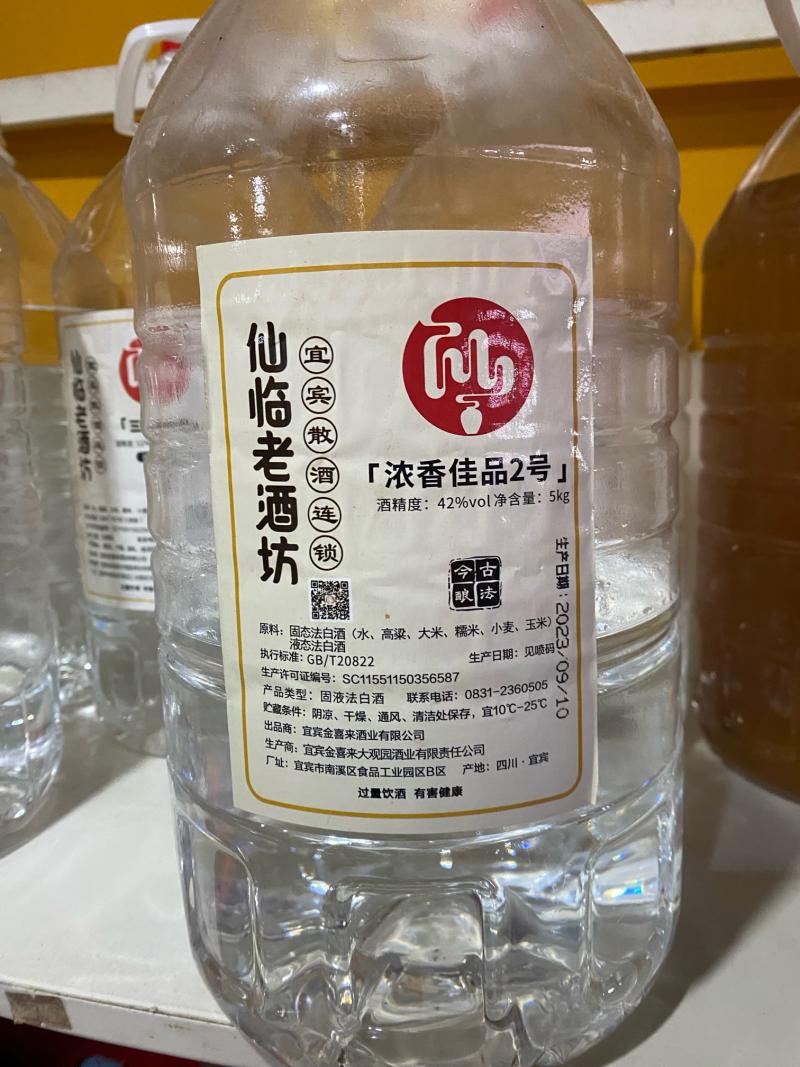 仙临老酒坊
宜宾散酒连锁
「浓香佳品2号」
酒精度：42%vol 净含量：5kg
古法
今酿
原料：固态法白酒（水、高粱、大米、糯米、小麦、玉米）
液态法白酒
执行标准：GB/T20822
生产日期：见喷码
生产许可证编号：SC11551150356587
产品类型：固液法白酒 联系电话：0831-2360505
贮藏条件：阴凉、干燥、通风、清洁处保存，宜10℃-25℃
出品商：宜宾金喜来酒业有限公司
生产商：宜宾金喜来大观园酒业有限责任公司
厂址：宜宾市南溪区食品工业园区B区 产地：四川·宜宾
过量饮酒 有害健康
生产日期：2023/09/10
仙临老酒坊